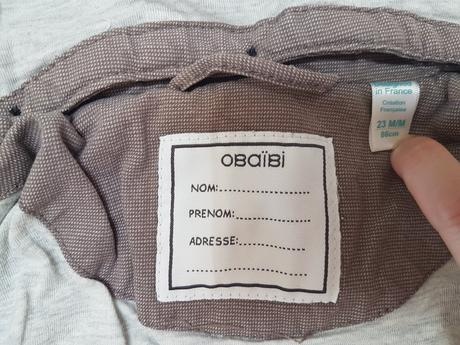 in France
Création
Française
23 M/M
86cm
OBaïBi
NOM:...................
PRENOM:...............
ADRESSE:.............
.........................